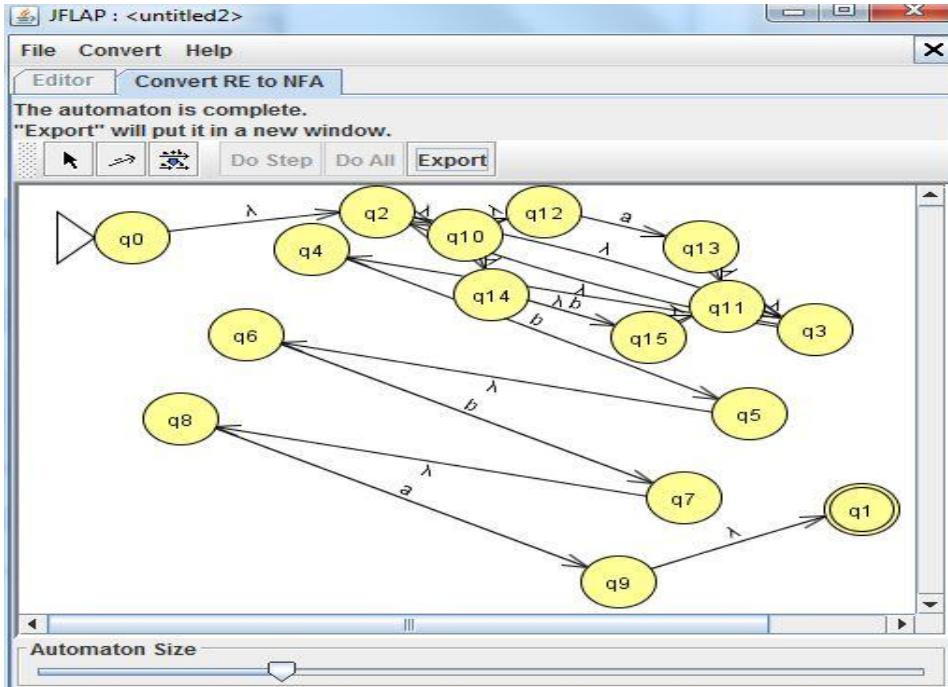 JFLAP : <untitled2>
File Convert Help
Editor Convert RE to NFA
The automaton is complete.
"Export" will put it in a new window.
Do Step Do All Export
q0
λ
q2
λ
q10
λ
q12
a
q13
q4
λ
q14
λ
λ b
q15
λ
q11
λ
q3
b
q6
λ
b
q5
q8
λ
a
q7
λ
q1
q9
Automaton Size